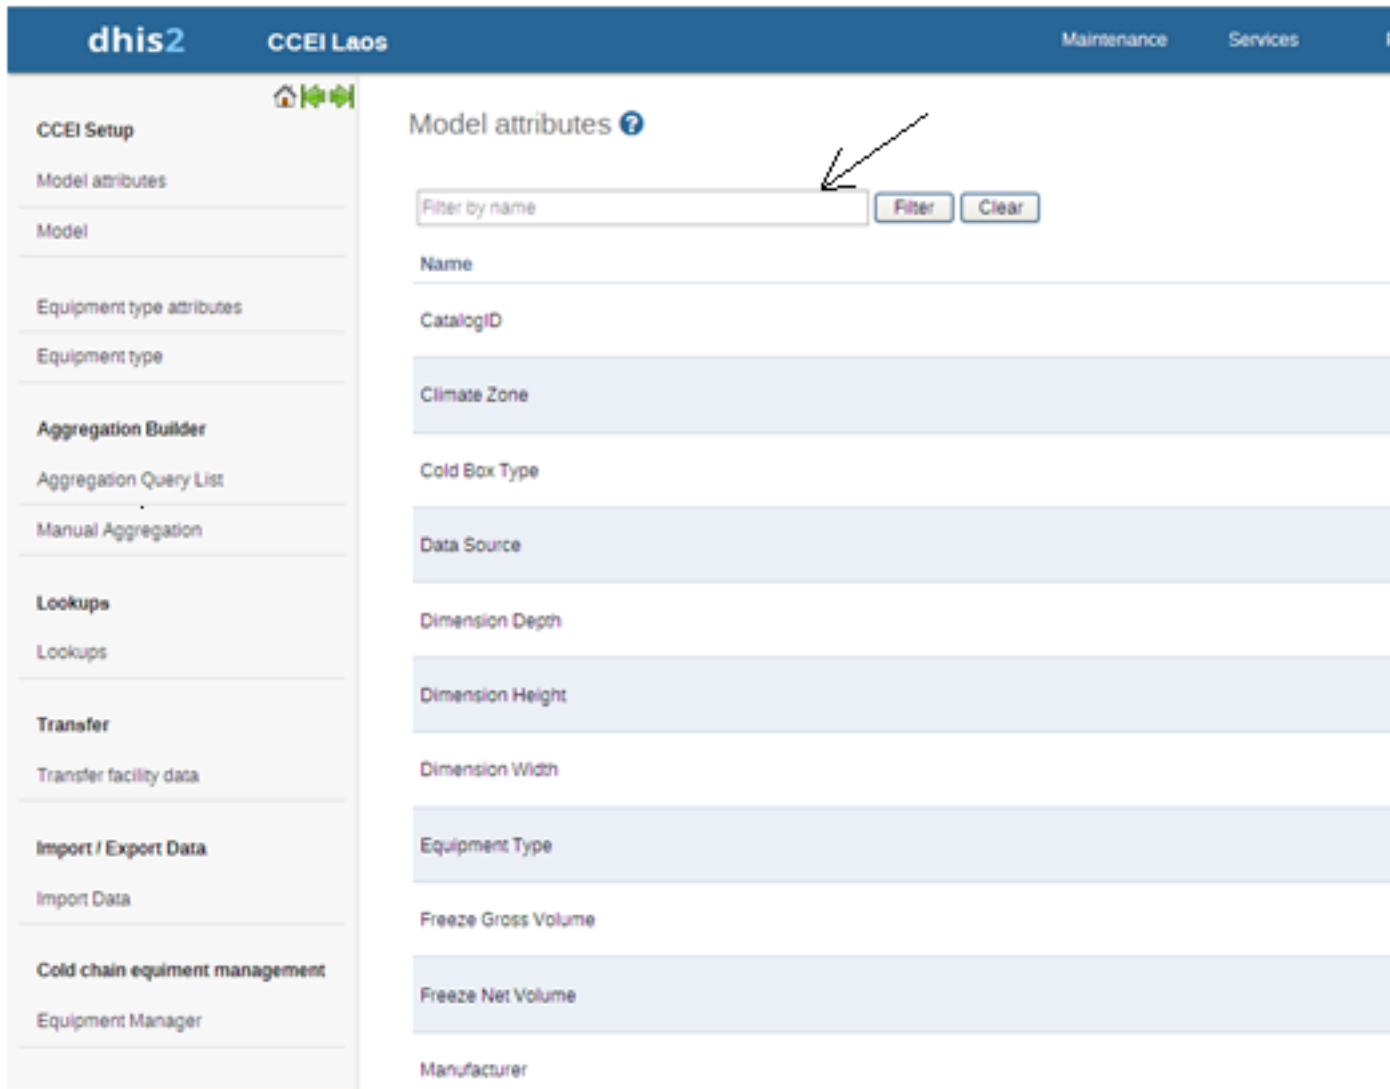 dhis2 CCEI Laos Maintenance Services
CCEI Setup
Model attributes
Model
Equipment type attributes
Equipment type
Aggregation Builder
Aggregation Query List
Manual Aggregation
Lookups
Lookups
Transfer
Transfer facility data
Import / Export Data
Import Data
Cold chain equiment management
Equipment Manager
Model attributes ?
Filter by name Filter Clear
Name
CatalogID
Climate Zone
Cold Box Type
Data Source
Dimension Depth
Dimension Height
Dimension Width
Equipment Type
Freeze Gross Volume
Freeze Net Volume
Manufacturer